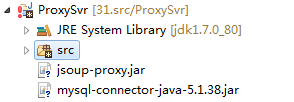 ProxySvr [31.src/ProxySvr]
JRE System Library [jdk1.7.0_80]
src
jsoup-proxy.jar
mysql-connector-java-5.1.38.jar